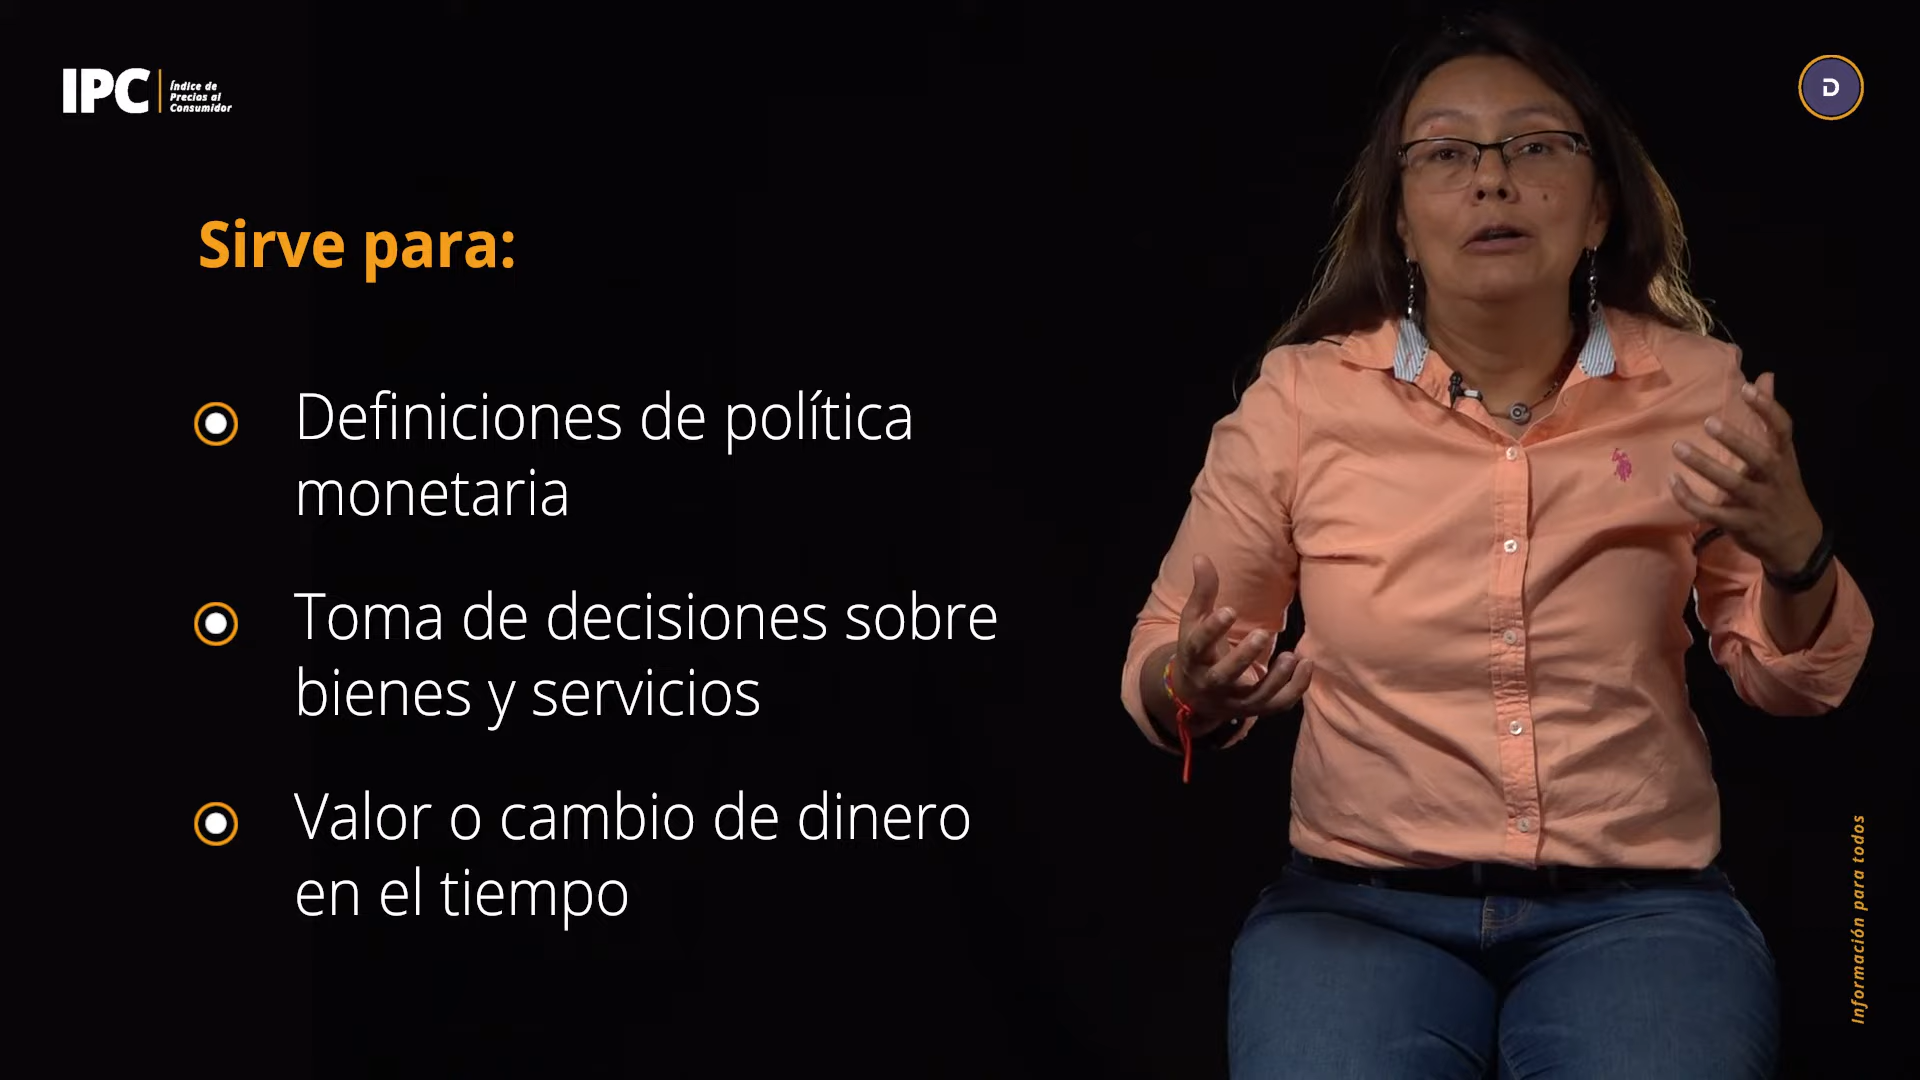 IPC
Índice de
Precios al
Consumidor
D
Sirve para:
Definiciones de política
monetaria
Toma de decisiones sobre
bienes y servicios
Valor o cambio de dinero
en el tiempo
Información para todos